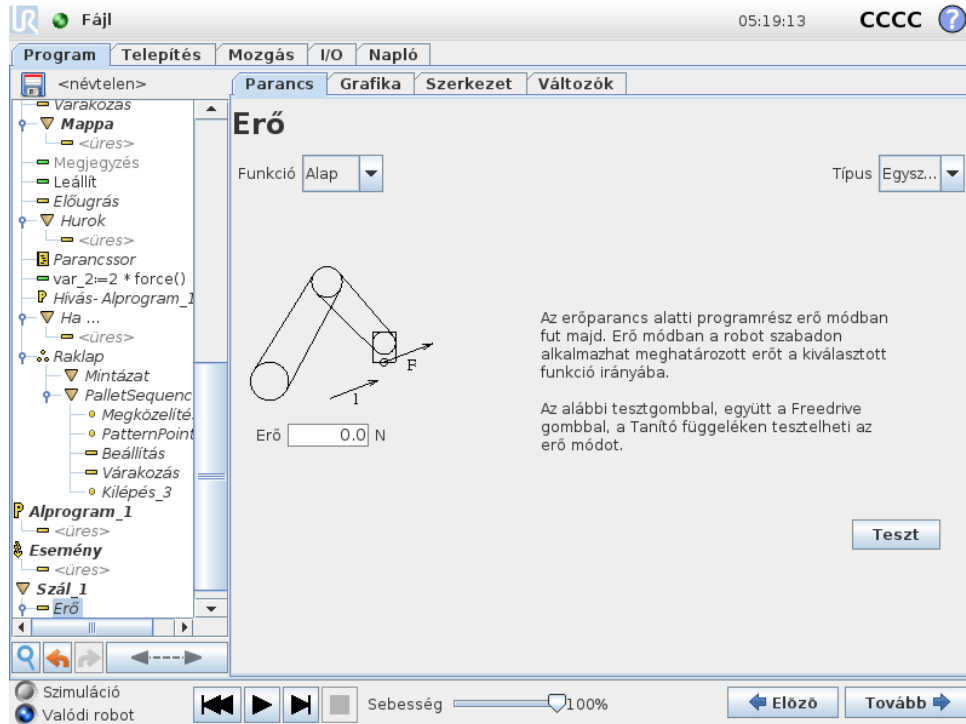 UR Fájl 05:19:13 CCCC ?
Program Telepítés Mozgás I/O Napló
<névtelen>
Parancs Grafika Szerkezet Változók
Várakozás
Mappa
<üres>
Megjegyzés
Leállít
Előugrás
Hurok
<üres>
Parancssor
var_2:=2 * force()
Hívás- Alprogram_1
Ha ...
<üres>
Raklap
Mintázat
PalletSequenc
Megközelíté
PatternPoint
Beállítás
Várakozás
Kilépés_3
P Alprogram_1
<üres>
Esemény
<üres>
Szál_1
Erő
Erő
Funkció Alap
Típus Egysz...
F
1
Erő 0.0 N
Az erőparancs alatti programrész erő módban
fut majd. Erő módban a robot szabadon
alkalmazhat meghatározott erőt a kiválasztott
funkció irányába.
Az alábbi tesztgombbal, együtt a Freedrive
gombbal, a Tanító függeléken tesztelheti az
erő módot.
Teszt
Szimuláció
Valódi robot
Sebesség 100%
Előző Tovább